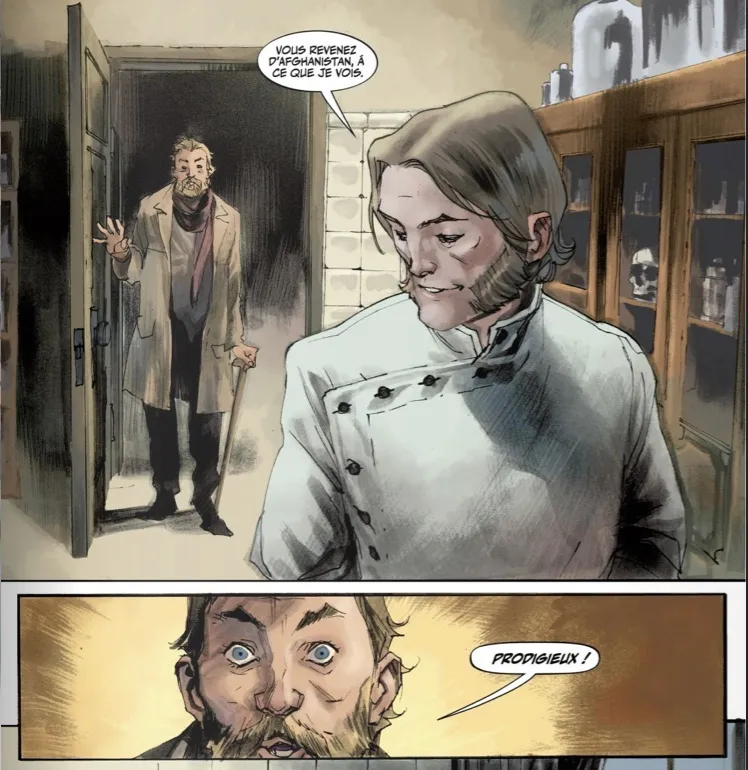 VOUS REVENEZ
D'AFGHANISTAN, À
CE QUE JE VOIS.
PRODIGIEUX !